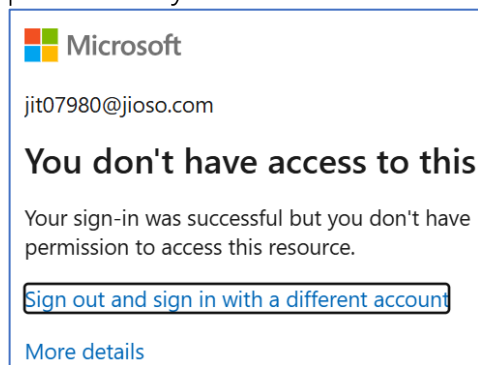 Microsoft
jit07980@jioso.com
You don't have access to this
Your sign-in was successful but you don't have
permission to access this resource.
Sign out and sign in with a different account
More details